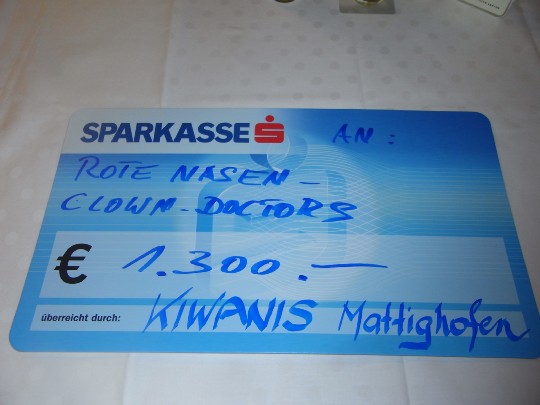 SPARKASSE S AN:
ROTE NASEN-
CLOWN-DOCTORS
€ 1.300.—
überreicht durch: KIWANIS Mattighofen